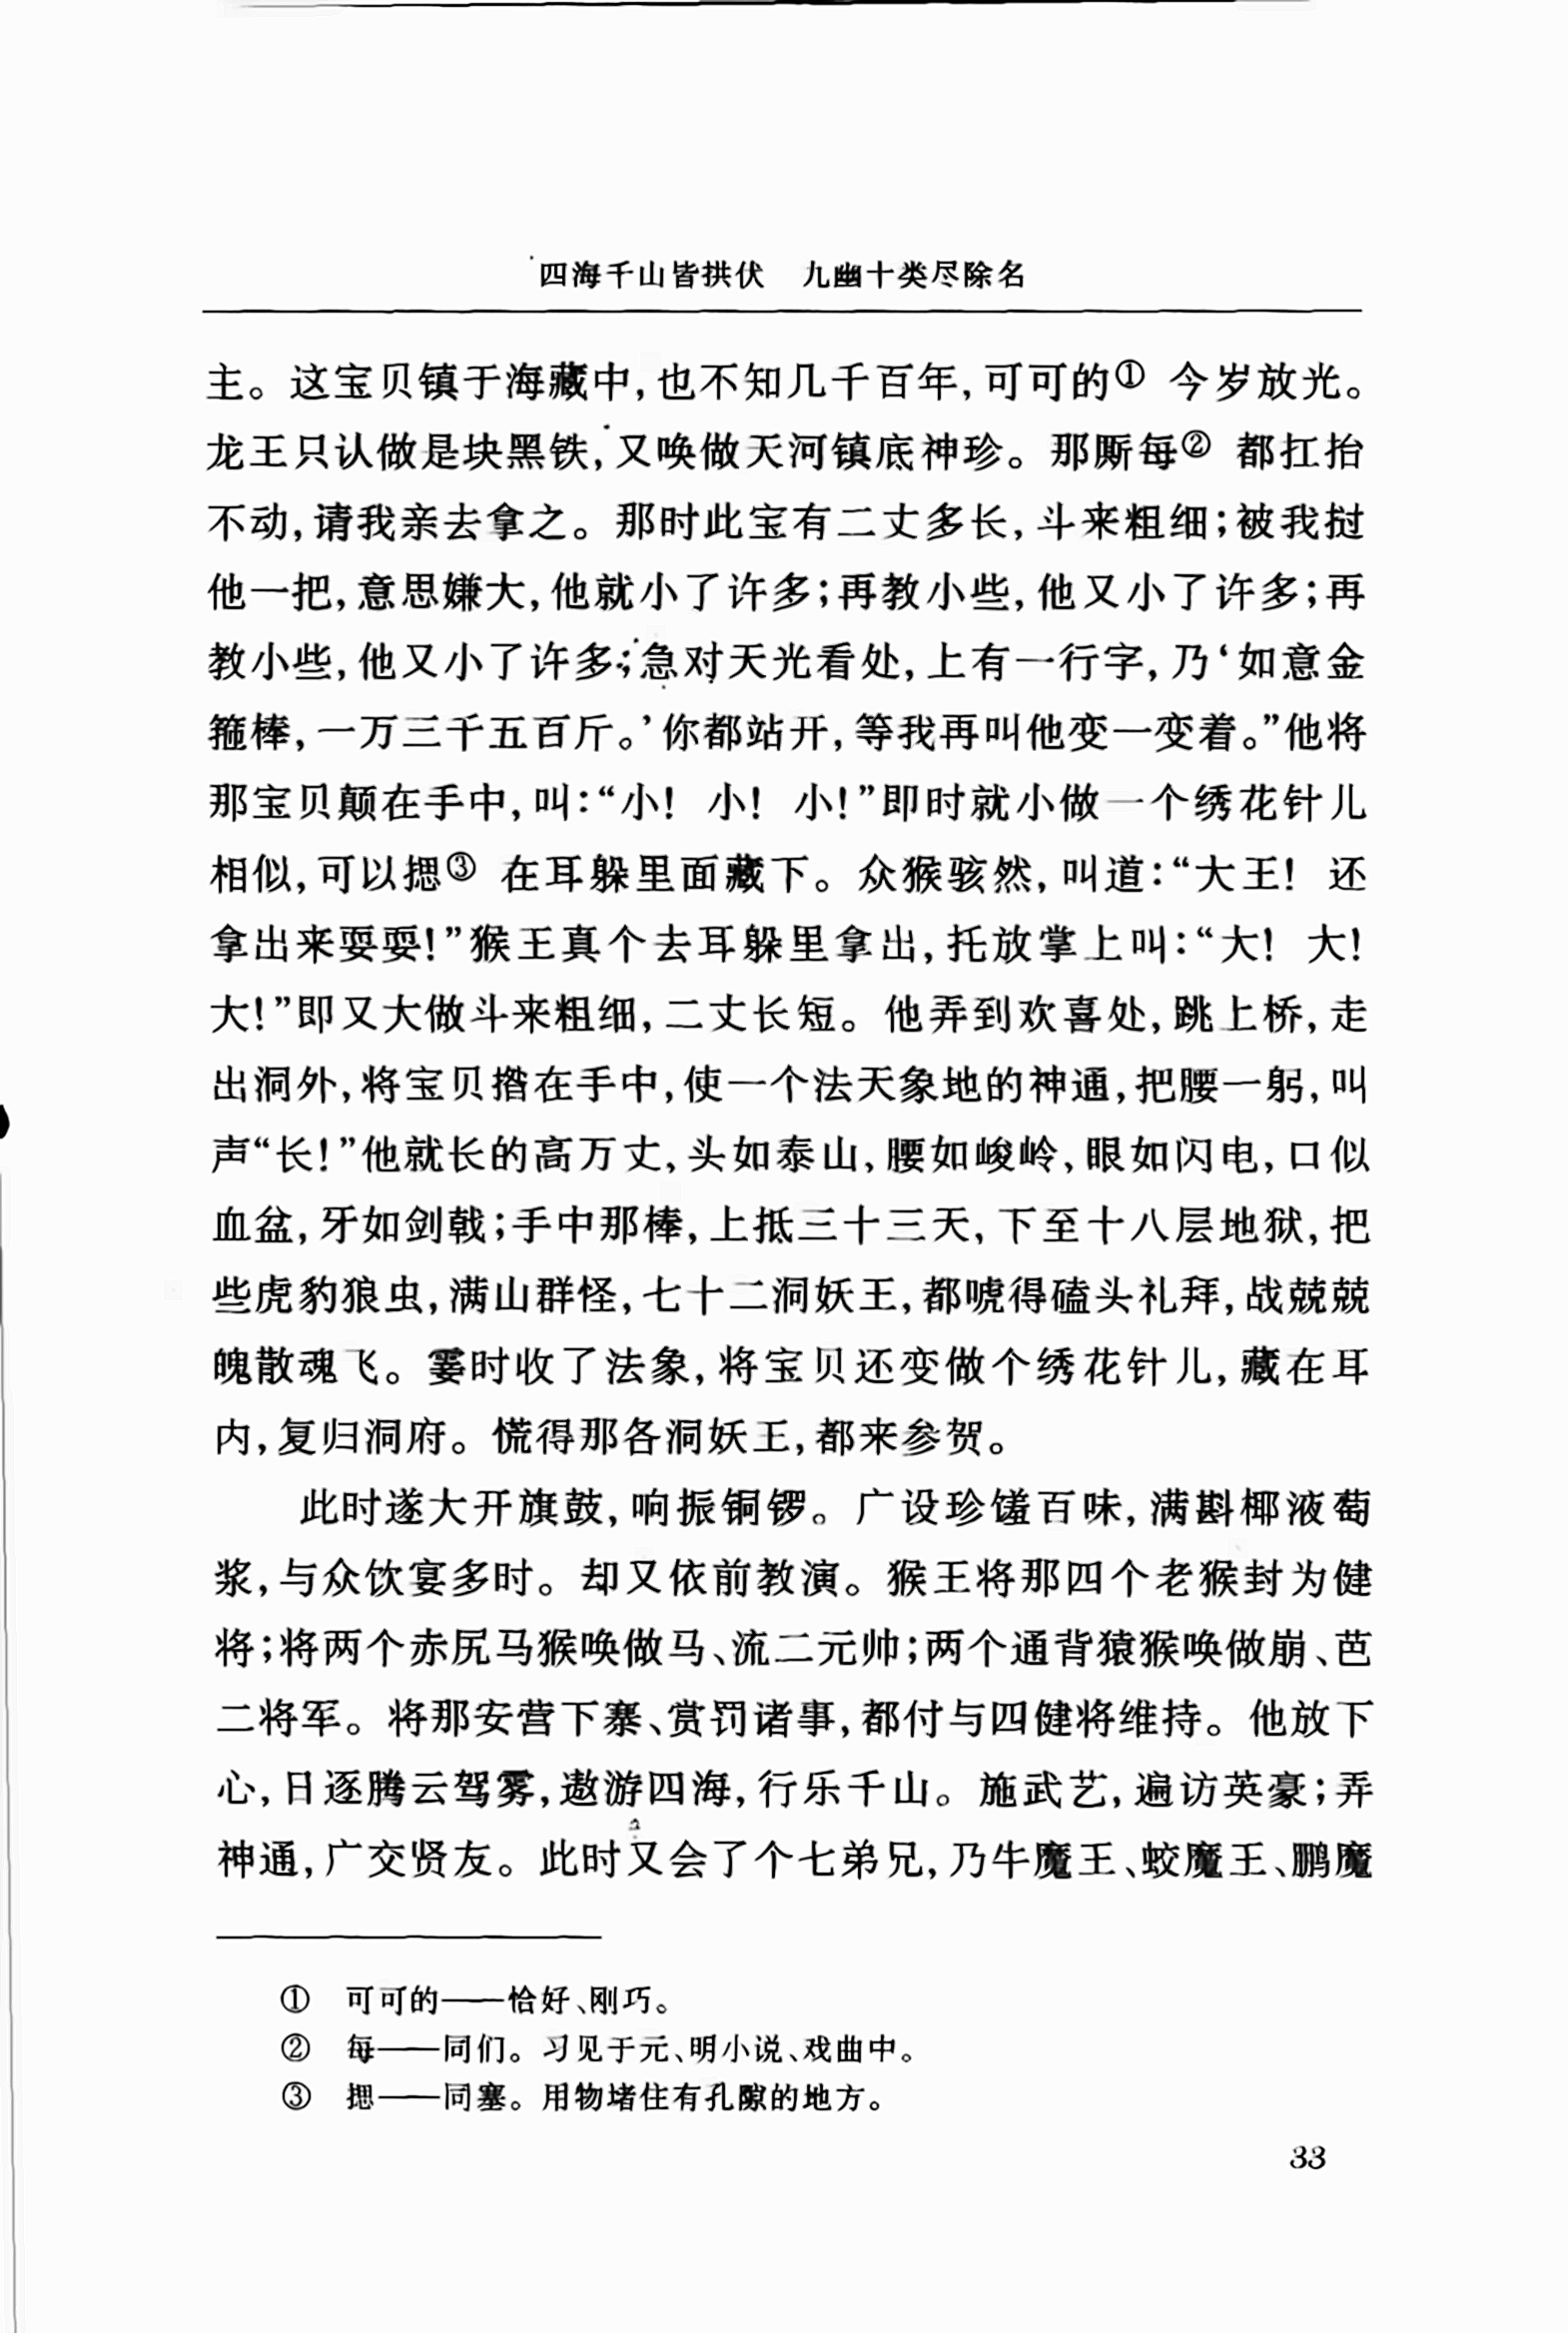 四海千山皆拱伏　九幽十类尽除名
主。这宝贝镇于海藏中,也不知几千百年,可可的① 今岁放光。
龙王只认做是块黑铁,又唤做天河镇底神珍。那厮每② 都扛抬
不动,请我亲去拿之。那时此宝有二丈多长,斗来粗细;被我挝
他一把,意思嫌大,他就小了许多;再教小些,他又小了许多;再
教小些,他又小了许多;急对天光看处,上有一行字,乃‘如意金
箍棒,一万三千五百斤。’你都站开,等我再叫他变一变着。”他将
那宝贝颠在手中,叫:“小! 小! 小!”即时就小做一个绣花针儿
相似,可以揌③ 在耳躲里面藏下。众猴骇然,叫道:“大王! 还
拿出来耍耍!”猴王真个去耳躲里拿出,托放掌上叫:“大! 大!
大!”即又大做斗来粗细,二丈长短。他弄到欢喜处,跳上桥,走
出洞外,将宝贝揝在手中,使一个法天象地的神通,把腰一躬,叫
声“长!”他就长的高万丈,头如泰山,腰如峻岭,眼如闪电,口似
血盆,牙如剑戟;手中那棒,上抵三十三天,下至十八层地狱,把
些虎豹狼虫,满山群怪,七十二洞妖王,都唬得磕头礼拜,战兢兢
魄散魂飞。霎时收了法象,将宝贝还变做个绣花针儿,藏在耳
内,复归洞府。慌得那各洞妖王,都来参贺。
此时遂大开旗鼓,响振铜锣。广设珍馐百味,满斟椰液萄
浆,与众饮宴多时。却又依前教演。猴王将那四个老猴封为健
将;将两个赤尻马猴唤做马、流二元帅;两个通背猿猴唤做崩、芭
二将军。将那安营下寨、赏罚诸事,都付与四健将维持。他放下
心,日逐腾云驾雾,遨游四海,行乐千山。施武艺,遍访英豪;弄
神通,广交贤友。此时又会了个七弟兄,乃牛魔王、蛟魔王、鹏魔
① 可可的——恰好、刚巧。
② 每——同们。习见于元、明小说、戏曲中。
③ 揌——同塞。用物堵住有孔隙的地方。
33